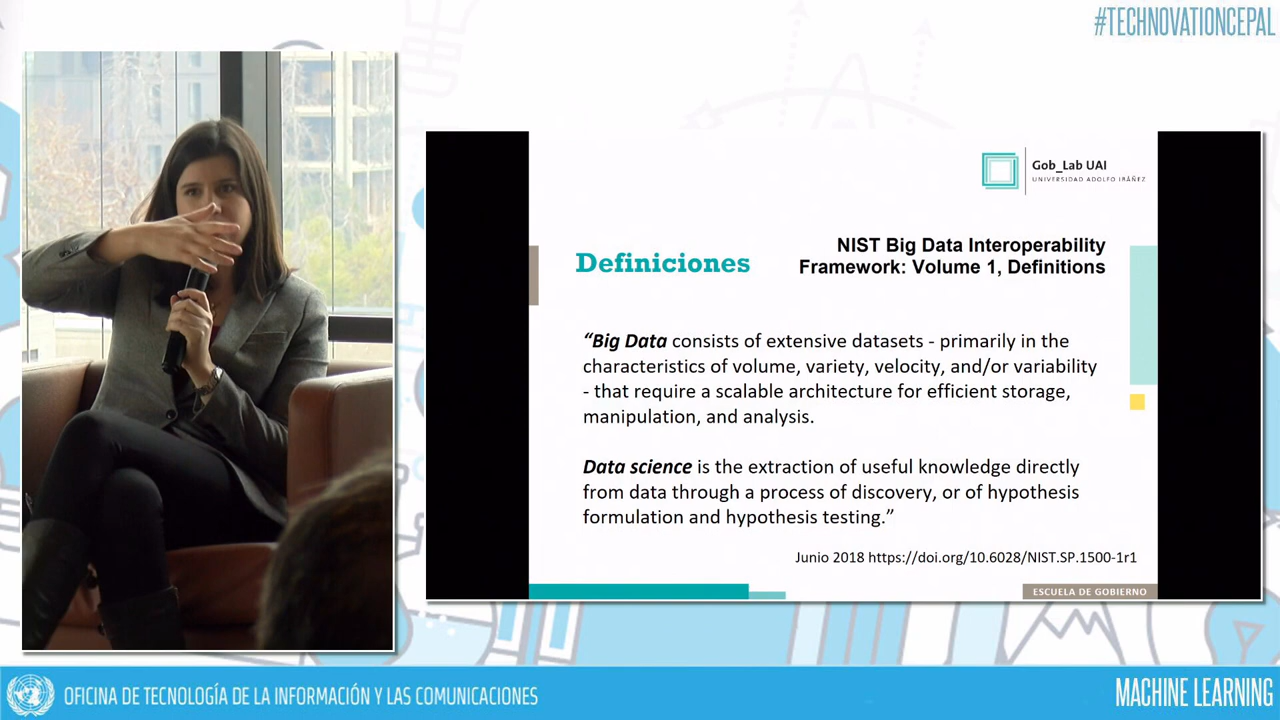 #TECHNOVATIONCEPAL
Gob_Lab UAI
UNIVERSIDAD ADOLFO IBÁÑEZ
Definiciones
NIST Big Data Interoperability
Framework: Volume 1, Definitions
“Big Data consists of extensive datasets - primarily in the
characteristics of volume, variety, velocity, and/or variability
- that require a scalable architecture for efficient storage,
manipulation, and analysis.
Data science is the extraction of useful knowledge directly
from data through a process of discovery, or of hypothesis
formulation and hypothesis testing.”
Junio 2018 https://doi.org/10.6028/NIST.SP.1500-1r1
ESCUELA DE GOBIERNO
OFICINA DE TECNOLOGÍA DE LA INFORMACIÓN Y LAS COMUNICACIONES
MACHINE LEARNING